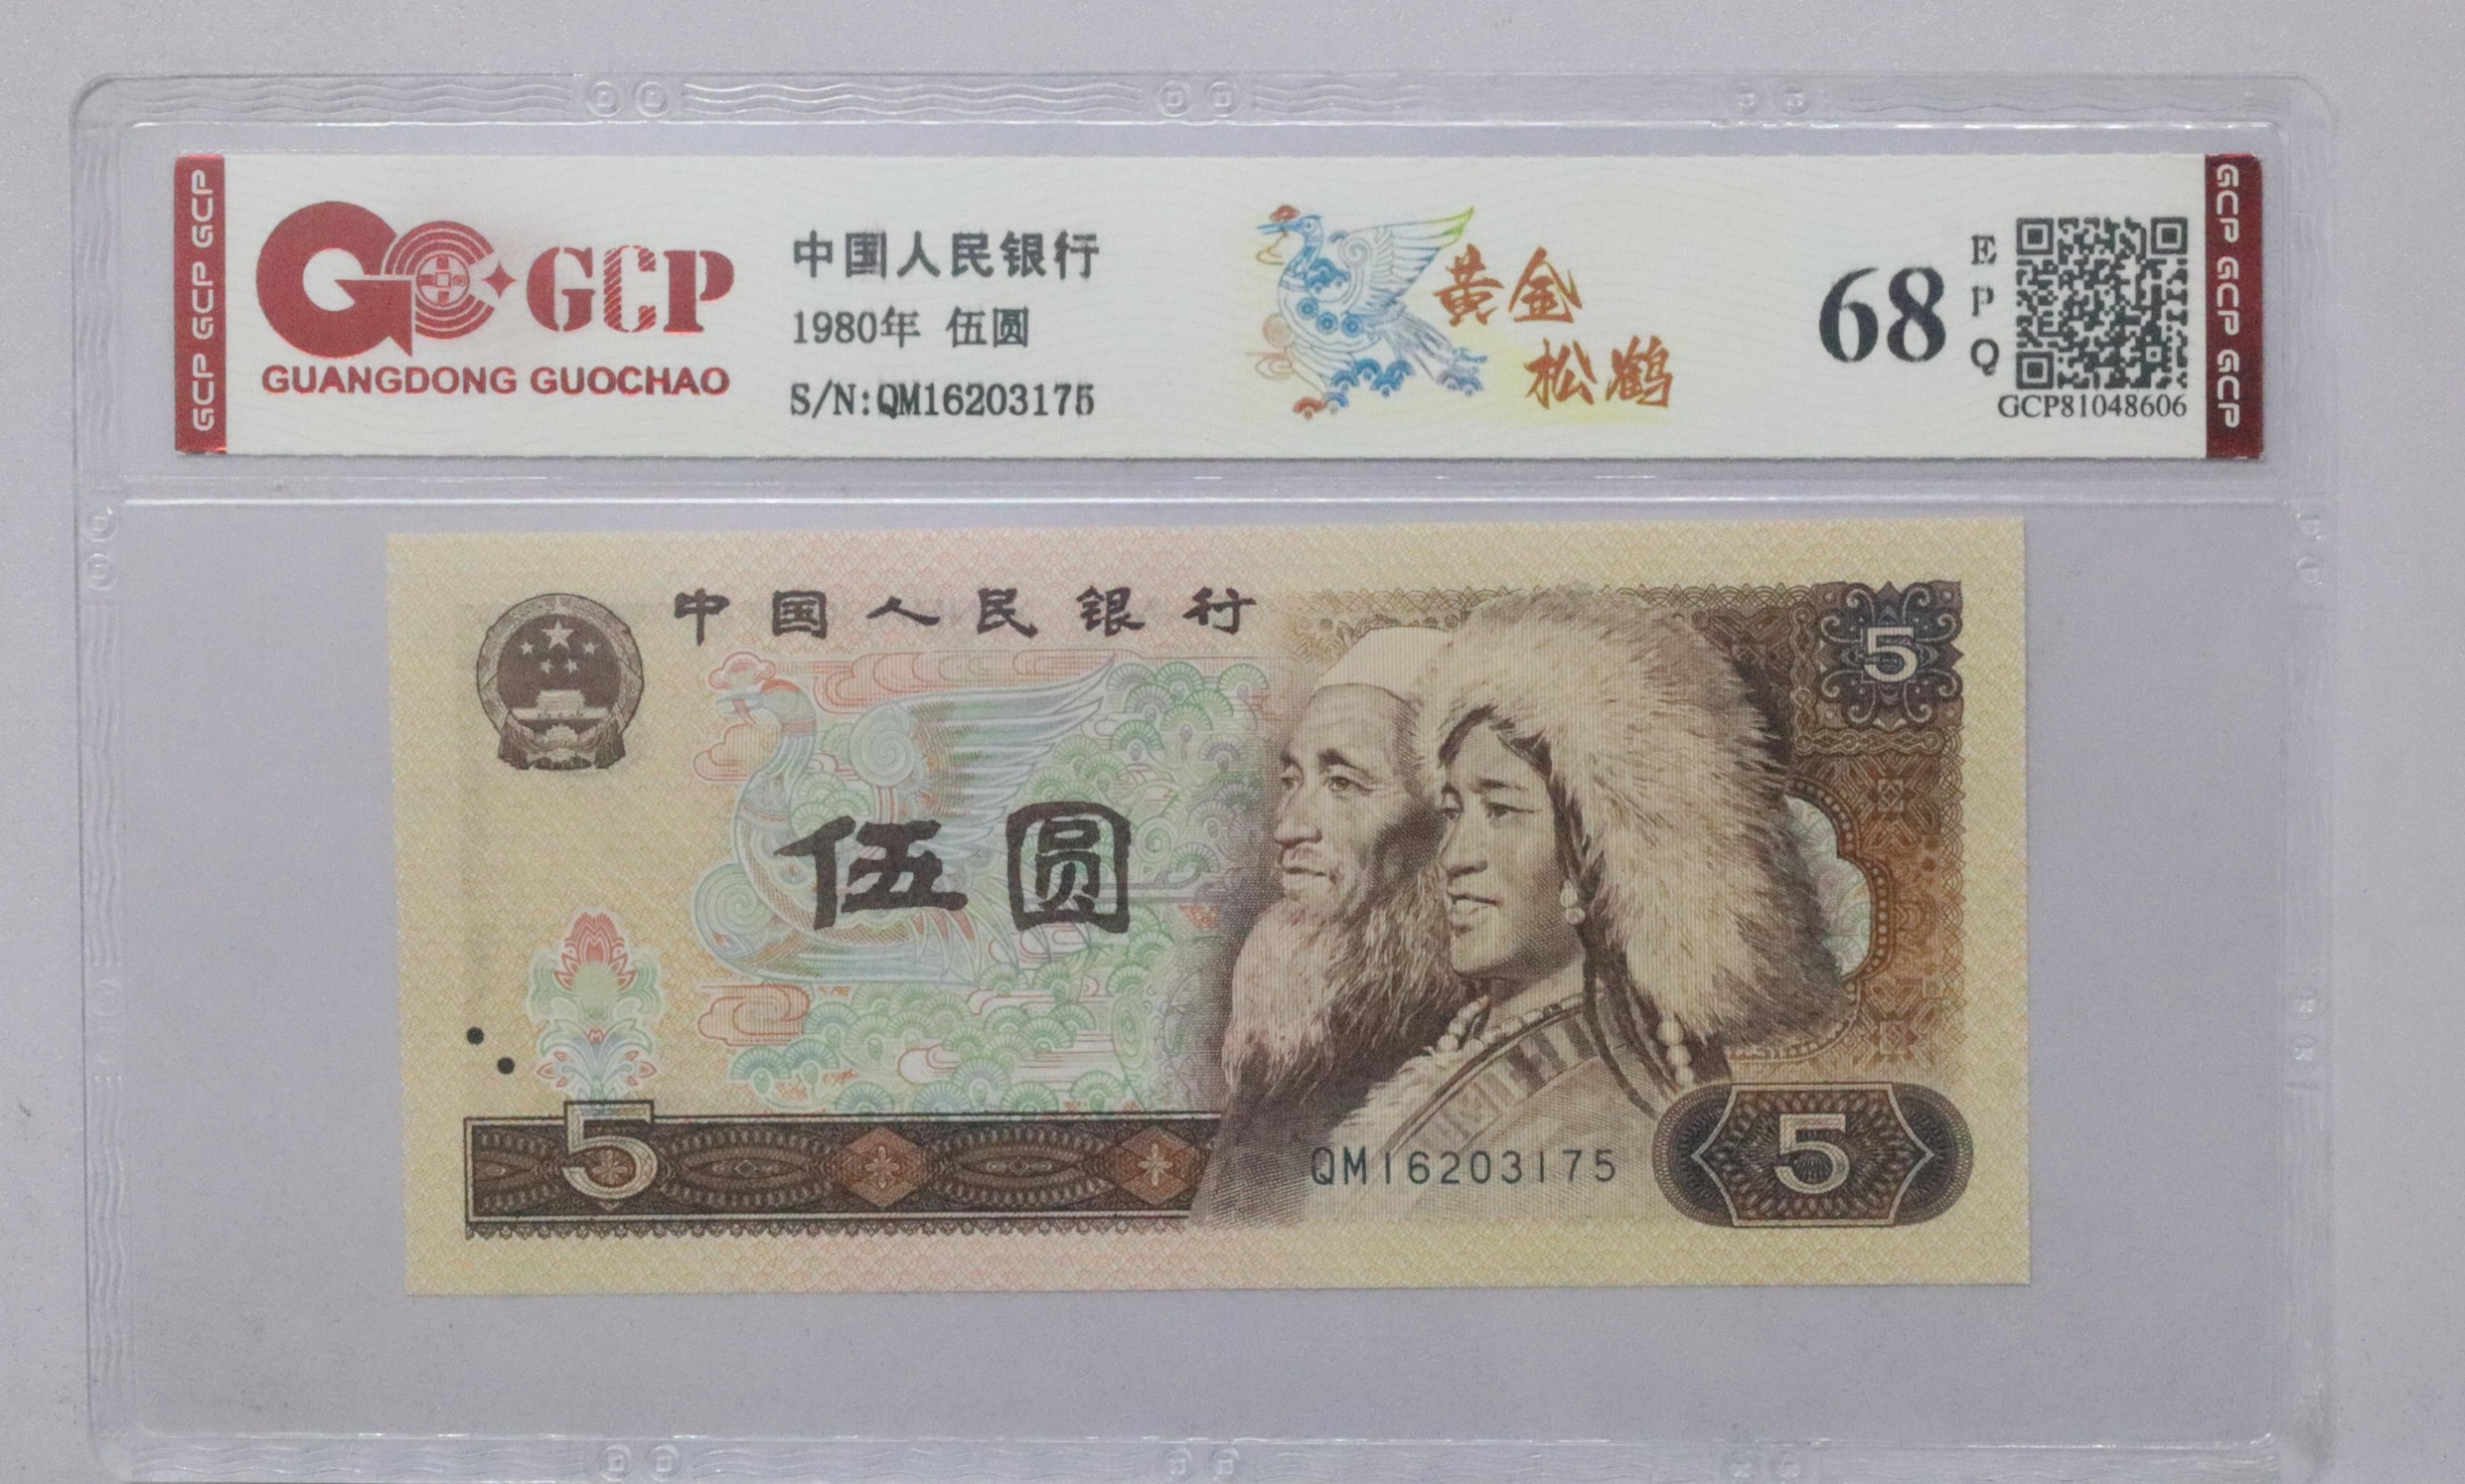 GCP GCP GCP
GCP
GUANGDONG GUOCHAO
中国人民银行
1980年 伍圆
S/N:QM16203175
黄金
松鹤
68
EPQ
GCP81048606
GCP GCP GCP
中国人民银行
5
伍圆
5
QM16203175
5